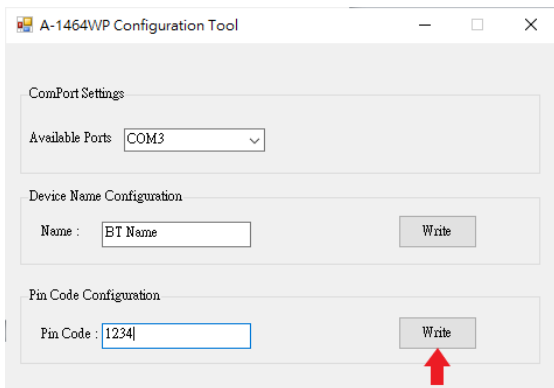 A-1464WP Configuration Tool
ComPort Settings
Available Ports COM3
Device Name Configuration
Name : BT Name Write
Pin Code Configuration
Pin Code : 1234 Write